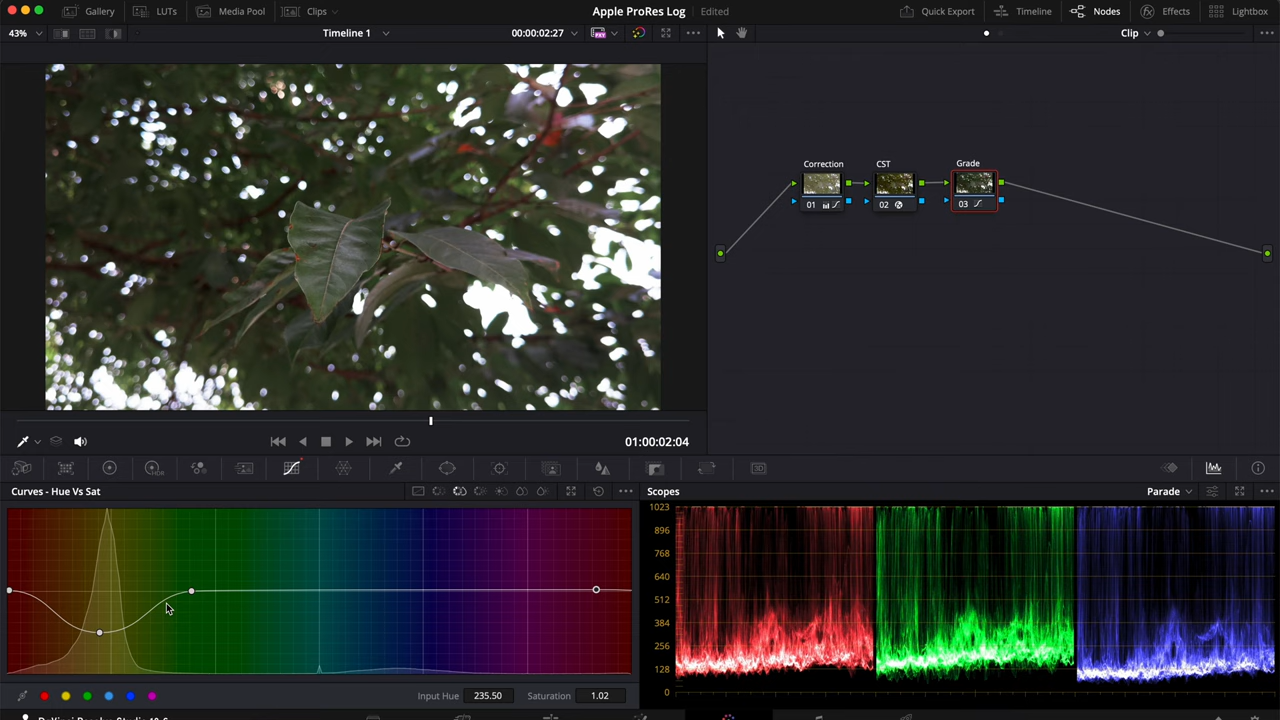 Gallery LUTs Media Pool Clips Apple ProRes Log Edited Quick Export Timeline Nodes Effects Lightbox
43% Timeline 1 00:00:02:27 Clip
Correction CST Grade
01 02 03
01:00:02:04
HDR 3D
Curves - Hue Vs Sat
Scopes Parade
1023
896
768
640
512
384
256
128
0
Input Hue 235.50 Saturation 1.02